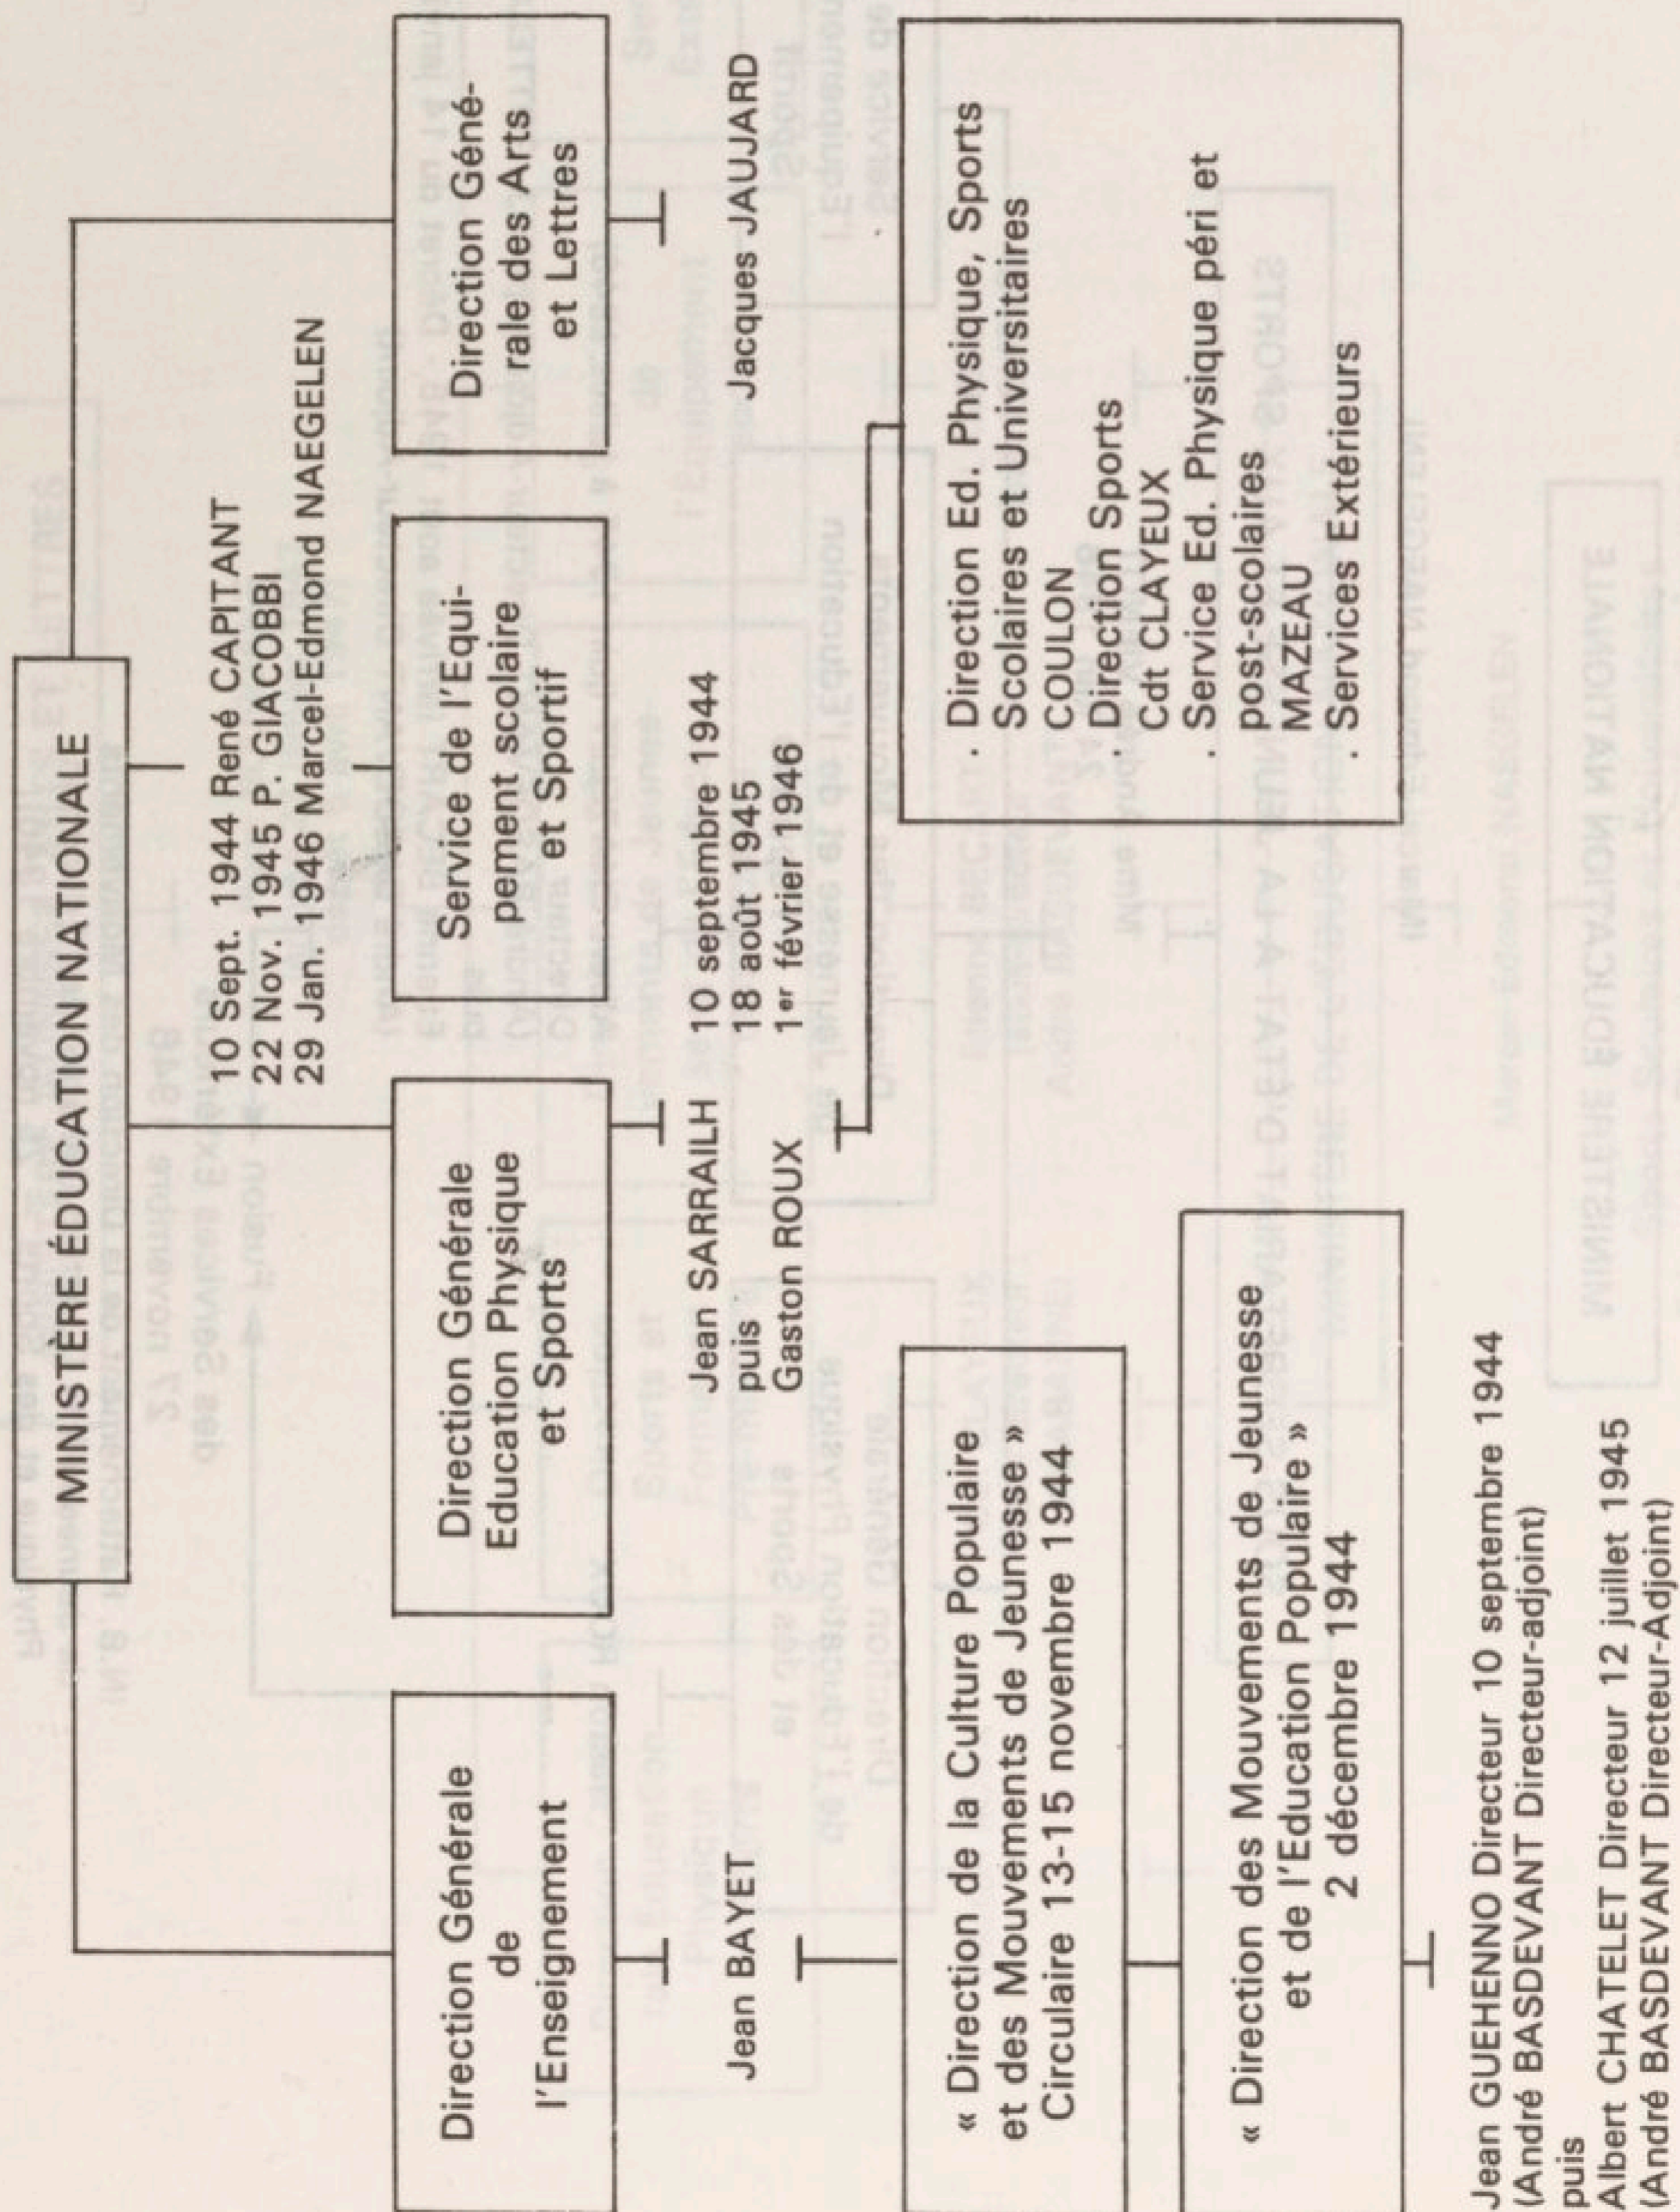 MINISTÈRE ÉDUCATION NATIONALE
10 Sept. 1944 René CAPITANT
22 Nov. 1945 P. GIACOBBI
29 Jan. 1946 Marcel-Edmond NAEGELEN
Direction Générale
de
l'Enseignement
Jean BAYET
Direction Générale
Education Physique
et Sports
Jean SARRAILH 10 septembre 1944
puis 18 août 1945
Gaston ROUX 1er février 1946
Service de l'Equi-
pement scolaire
et Sportif
Direction Géné-
rale des Arts
et Lettres
Jacques JAUJARD
« Direction de la Culture Populaire
et des Mouvements de Jeunesse »
Circulaire 13-15 novembre 1944
« Direction des Mouvements de Jeunesse
et de l'Education Populaire »
2 décembre 1944
Jean GUEHENNO Directeur 10 septembre 1944
(André BASDEVANT Directeur-adjoint)
puis
Albert CHATELET Directeur 12 juillet 1945
(André BASDEVANT Directeur-Adjoint)
. Direction Ed. Physique, Sports
Scolaires et Universitaires
COULON
. Direction Sports
Cdt CLAYEUX
. Service Ed. Physique péri et
post-scolaires
MAZEAU
. Services Extérieurs